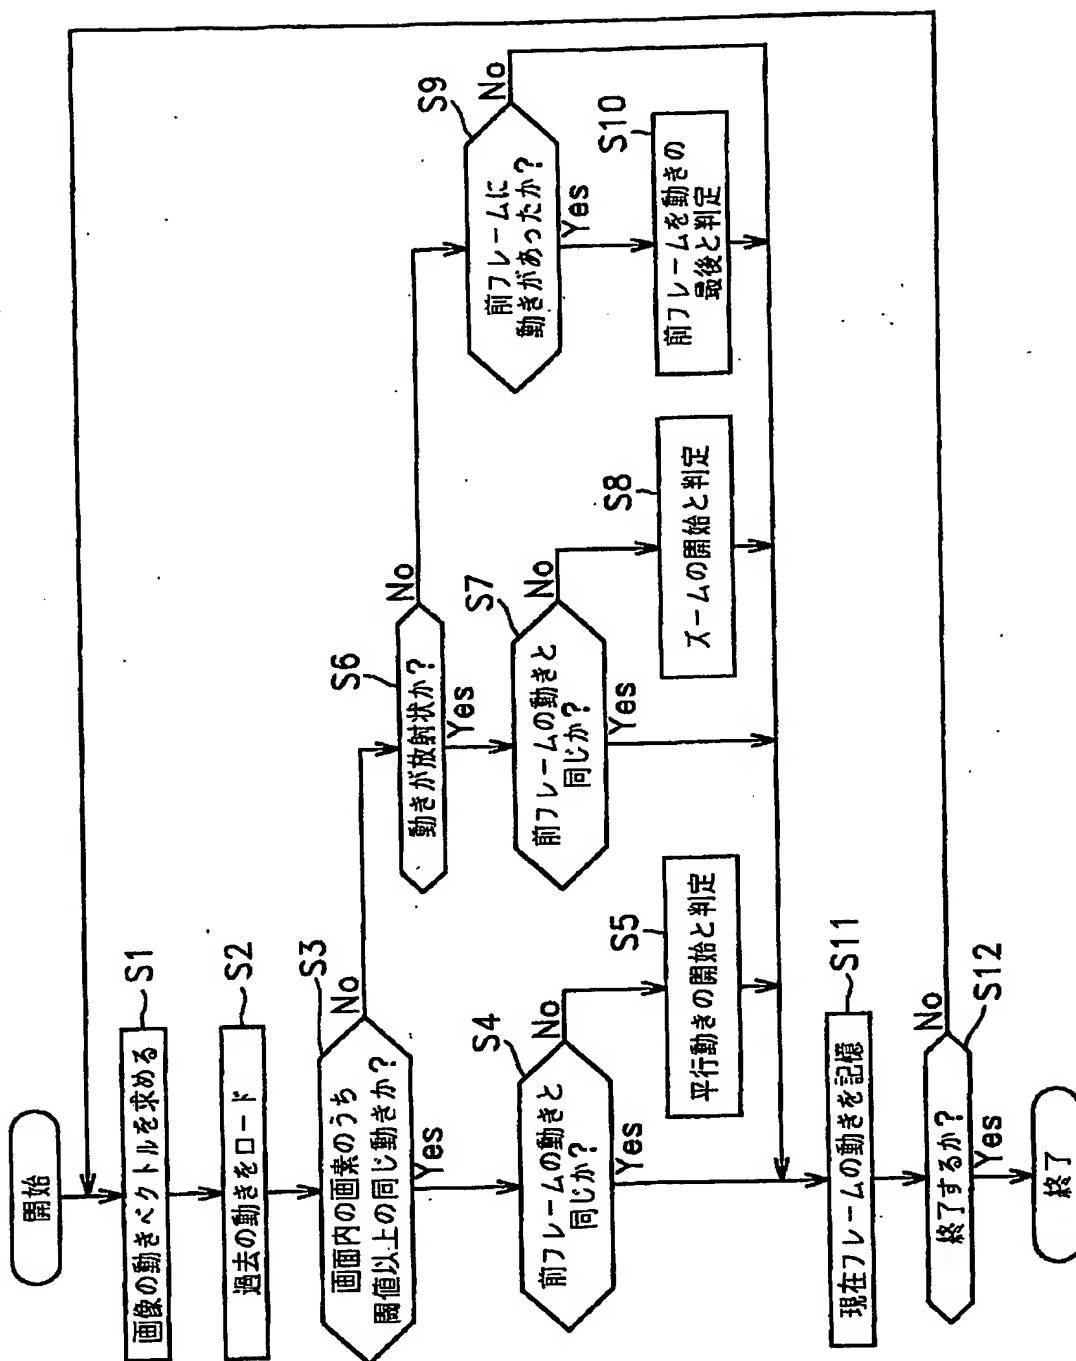 開始
S1
画像の動きベクトルを求める
S2
過去の動きをロード
S3
画面内の画素のうち
閾値以上の同じ動きか?
No
Yes
S4
前フレームの動きと
同じか?
No
Yes
S5
平行動きの開始と判定
S6
動きが放射状か?
No
Yes
S7
前フレームの動きと
同じか?
No
Yes
S8
ズームの開始と判定
S9
前フレームに
動きがあったか?
No
Yes
S10
前フレームを動きの
最後と判定
S11
現在フレームの動きを記憶
S12
終了するか?
No
Yes
終了